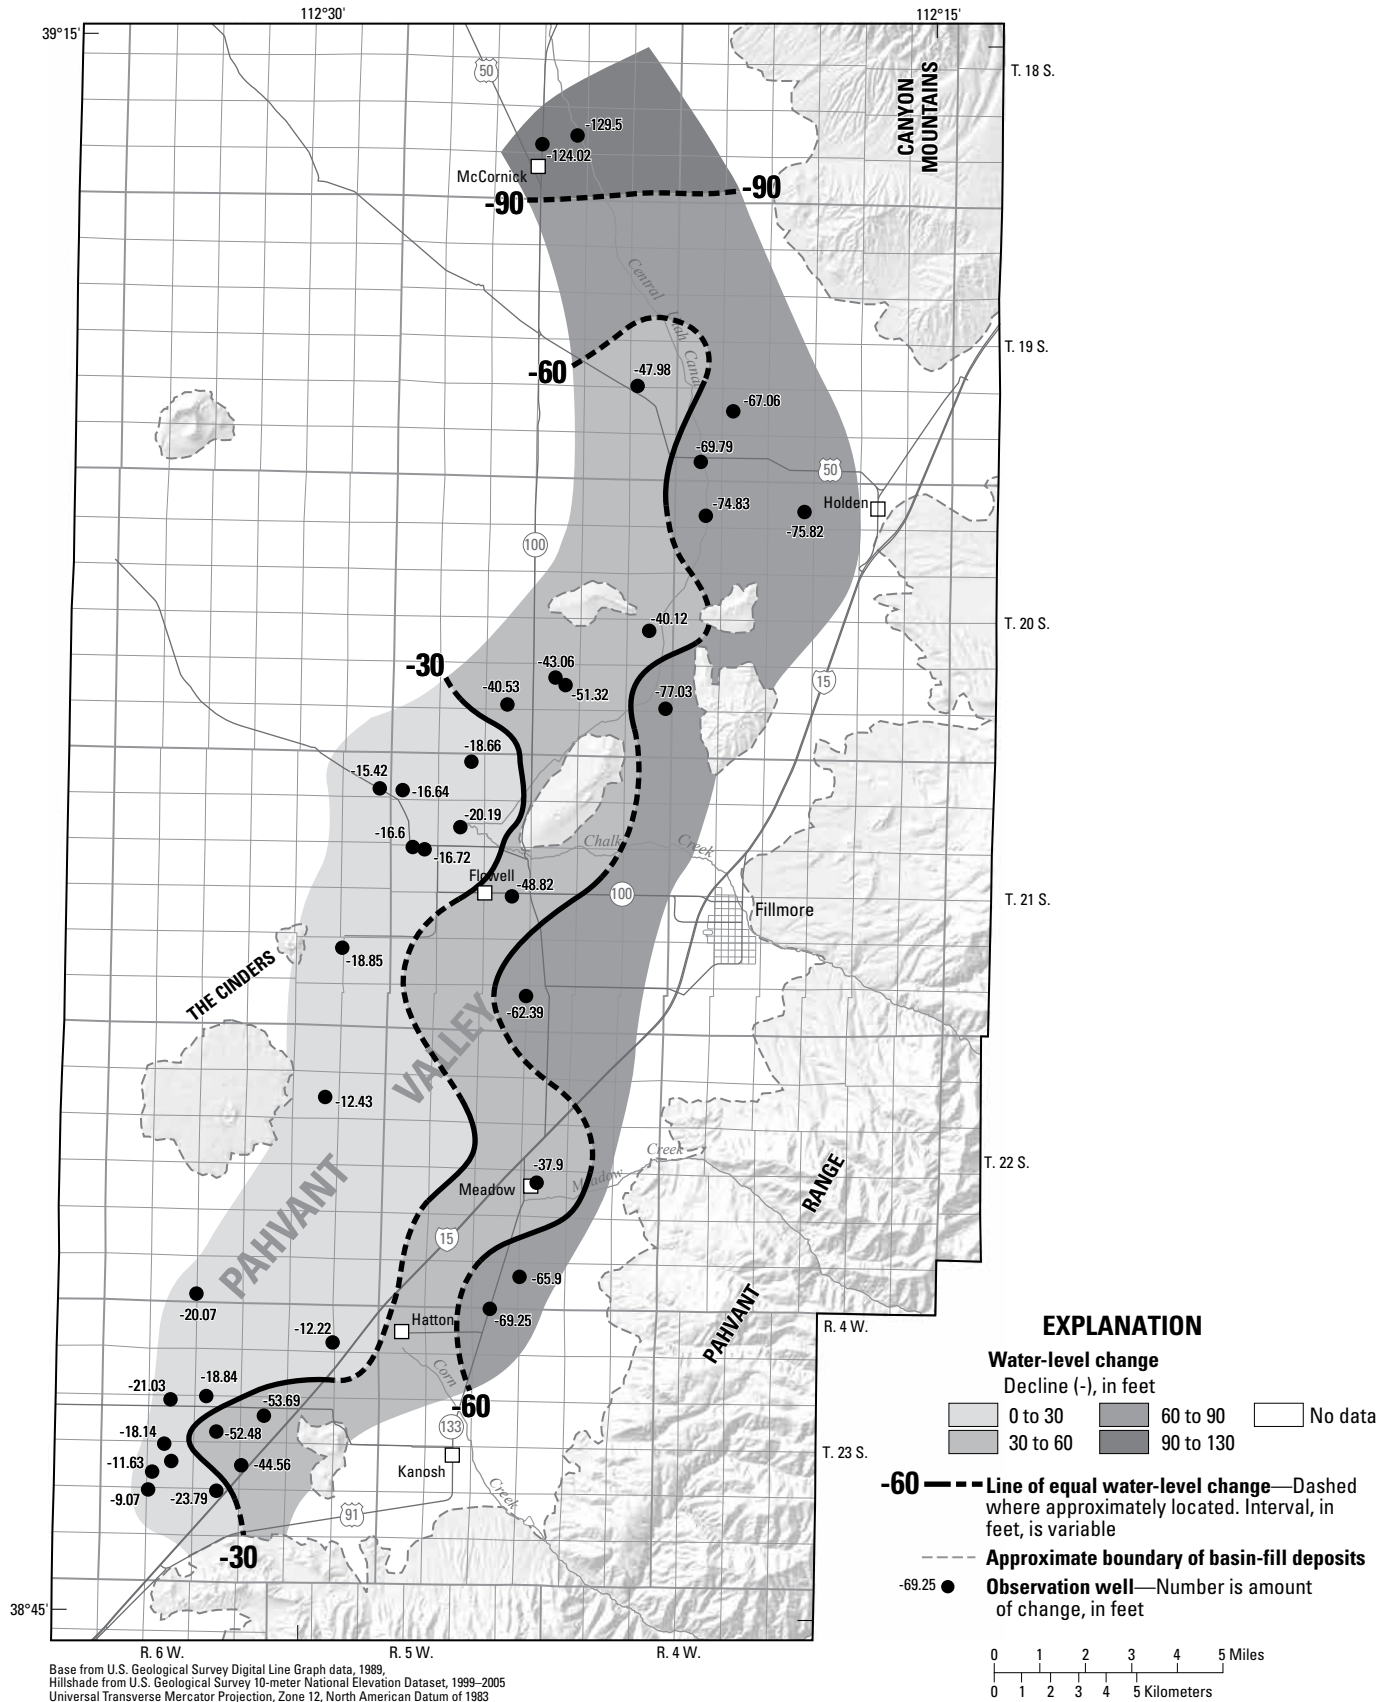 112°30'
112°15'
39°15'
T. 18 S.
50
CANYON
MOUNTAINS
-129.5
-124.02
McCornick
-90
-90
Central
Utah Canal
T. 19 S.
-60
-47.98
-67.06
-69.79
50
Holden
-74.83
-75.82
100
-40.12
T. 20 S.
-30
-43.06
-40.53
-51.32
-77.03
15
-18.66
-15.42
-16.64
-20.19
-16.6
-16.72
Chalk
Creek
Flowell
-48.82
100
T. 21 S.
Fillmore
-18.85
THE CINDERS
-62.39
PAHVANT
VALLEY
-12.43
-37.9
Creek
Meadow
Meadow
T. 22 S.
RANGE
15
-65.9
-20.07
-69.25
-12.22
Hatton
PAHVANT
R. 4 W.
Corn
-21.03
-18.84
-53.69
-60
133
-18.14
-52.48
T. 23 S.
-11.63
-44.56
Kanosh
Creek
-9.07
-23.79
91
-30
38°45'
R. 6 W.
R. 5 W.
R. 4 W.
EXPLANATION
Water-level change
Decline (-), in feet
0 to 30
60 to 90
No data
30 to 60
90 to 130
-60
Line of equal water-level change—Dashed
where approximately located. Interval, in
feet, is variable
Approximate boundary of basin-fill deposits
-69.25
Observation well—Number is amount
of change, in feet
0 1 2 3 4 5 Miles
0 1 2 3 4 5 Kilometers
Base from U.S. Geological Survey Digital Line Graph data, 1989,
Hillshade from U.S. Geological Survey 10-meter National Elevation Dataset, 1999–2005
Universal Transverse Mercator Projection, Zone 12, North American Datum of 1983